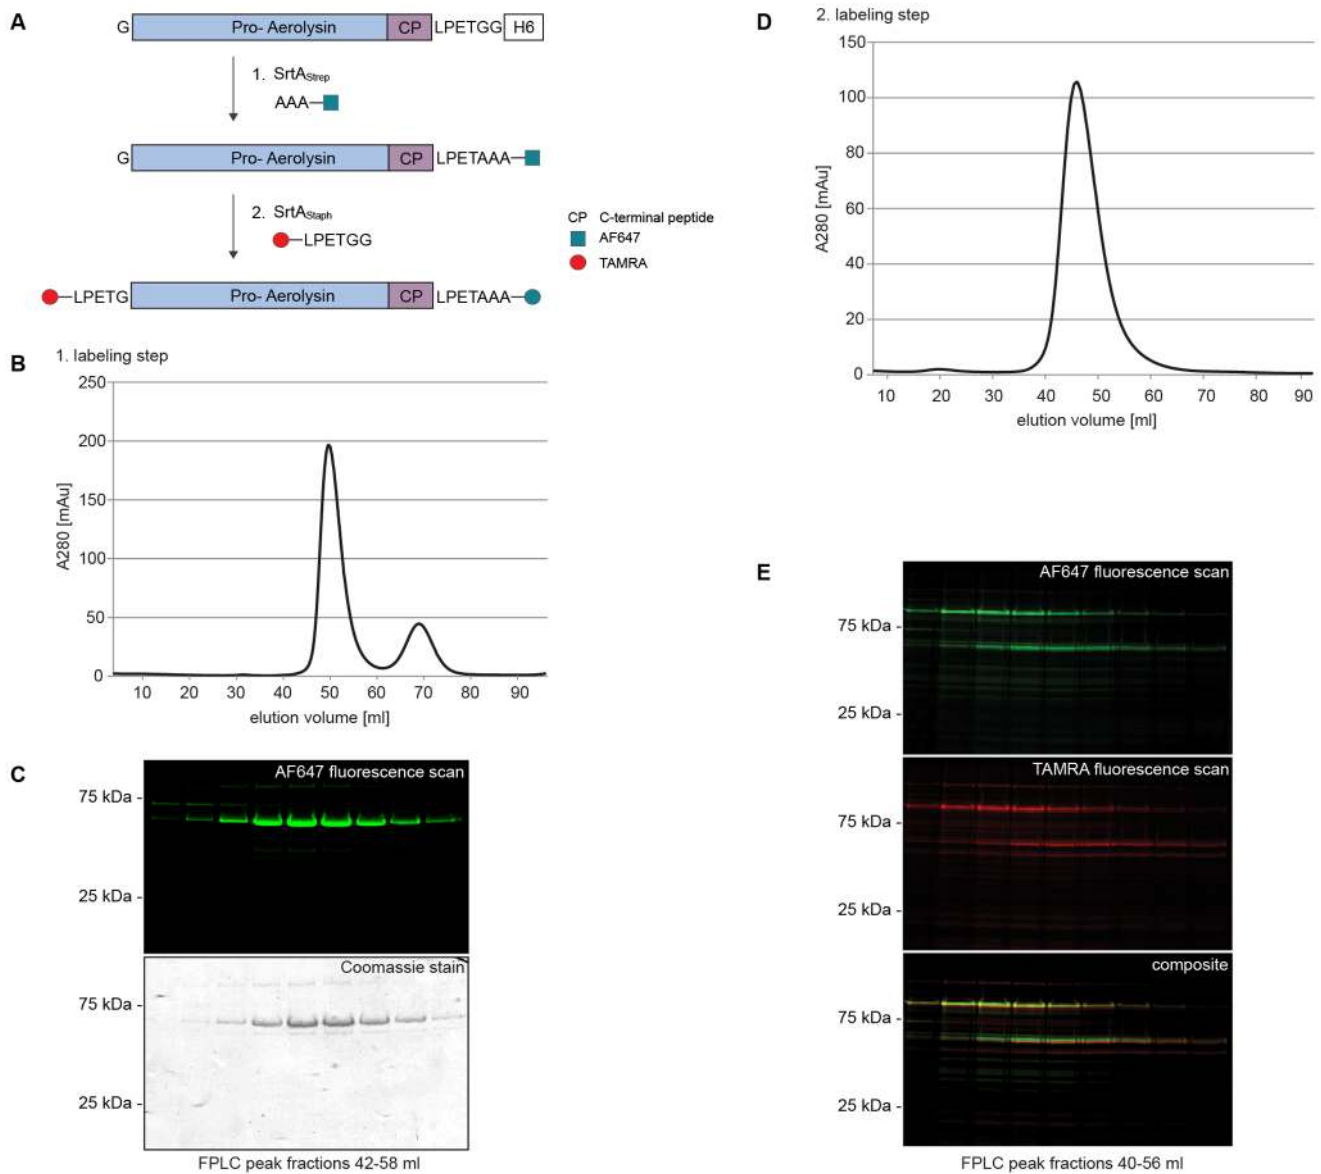 A
G Pro- Aerolysin CP LPETGG H6
1. SrtAStrep
AAA
G Pro- Aerolysin CP LPETAAA
2. SrtAStaph
LPETGG
CP C-terminal peptide
AF647
TAMRA
LPETG Pro- Aerolysin CP LPETAAA
B
1. labeling step
250
200
150
100
50
0
A280 [mAu]
10 20 30 40 50 60 70 80 90
elution volume [ml]
C
AF647 fluorescence scan
75 kDa -
25 kDa -
Coomassie stain
75 kDa -
25 kDa -
FPLC peak fractions 42-58 ml
D
2. labeling step
150
100
80
60
40
20
0
A280 [mAu]
10 20 30 40 50 60 70 80 90
elution volume [ml]
E
AF647 fluorescence scan
75 kDa -
25 kDa -
TAMRA fluorescence scan
75 kDa -
25 kDa -
composite
75 kDa -
25 kDa -
FPLC peak fractions 40-56 ml